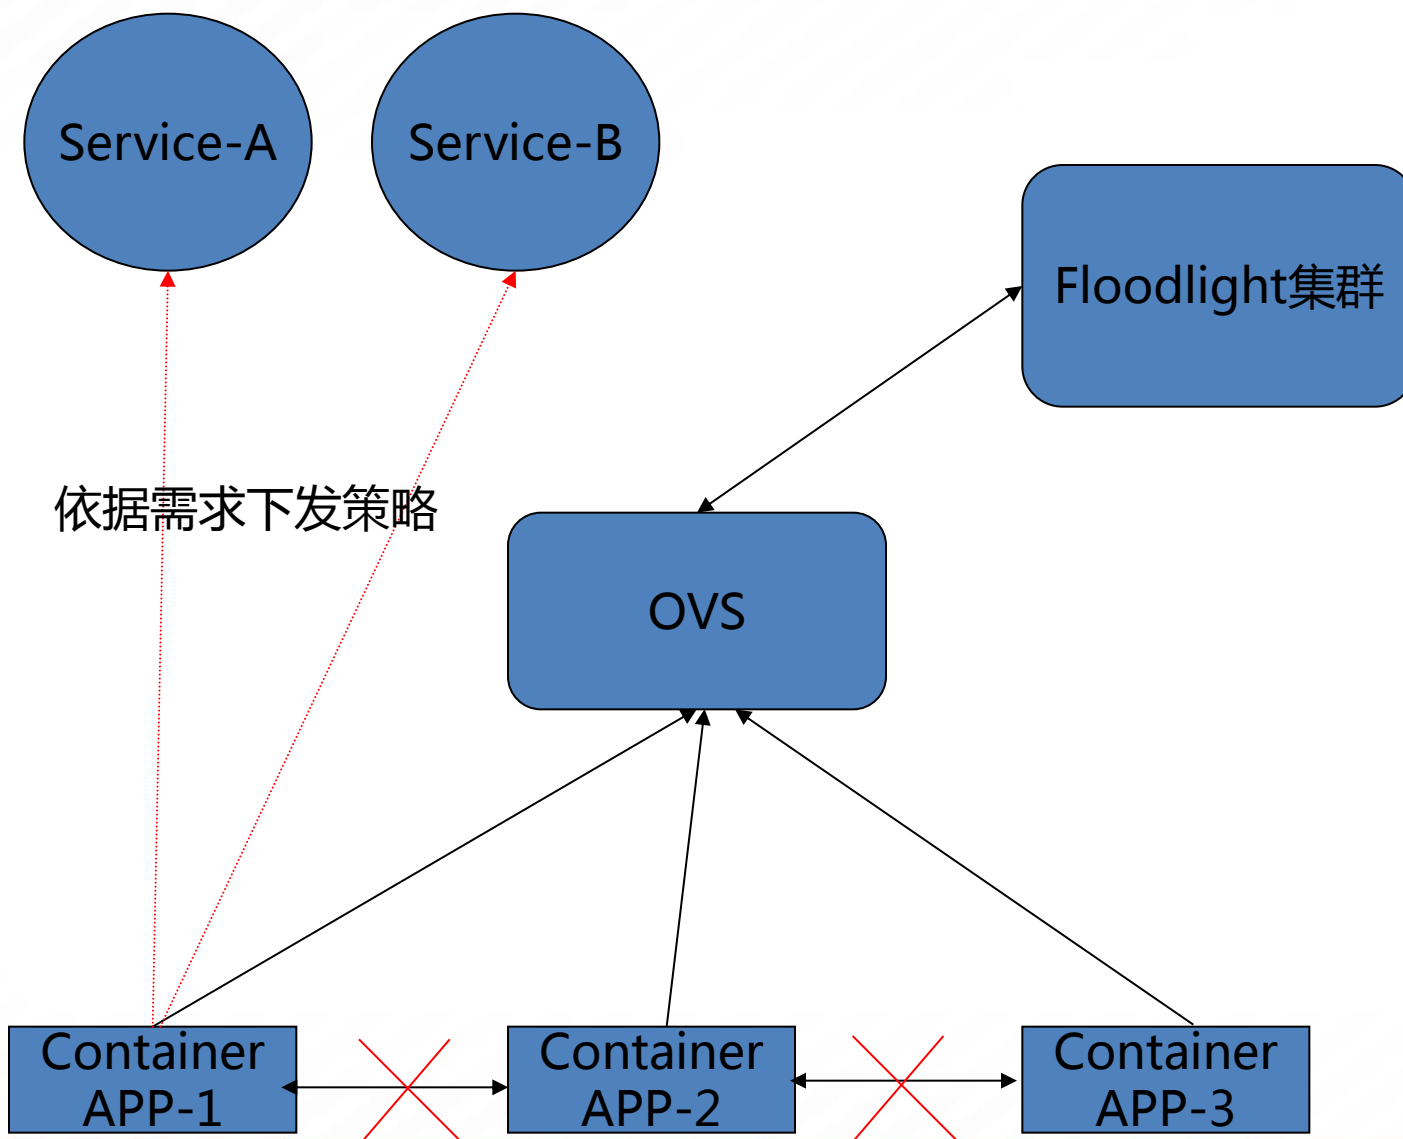 Service-A
Service-B
Floodlight集群
依据需求下发策略
OVS
Container
APP-1
Container
APP-2
Container
APP-3